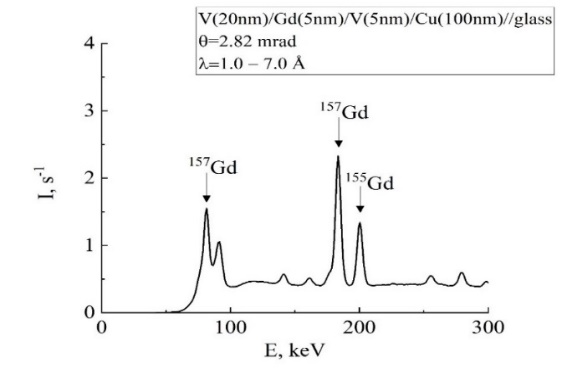 V(20nm)/Gd(5nm)/V(5nm)/Cu(100nm)//glass
θ=2.82 mrad
λ=1.0 – 7.0 Å
4
3
2
1
0
I, s⁻¹
¹⁵⁷Gd
¹⁵⁷Gd
¹⁵⁵Gd
0
100
200
300
E, keV